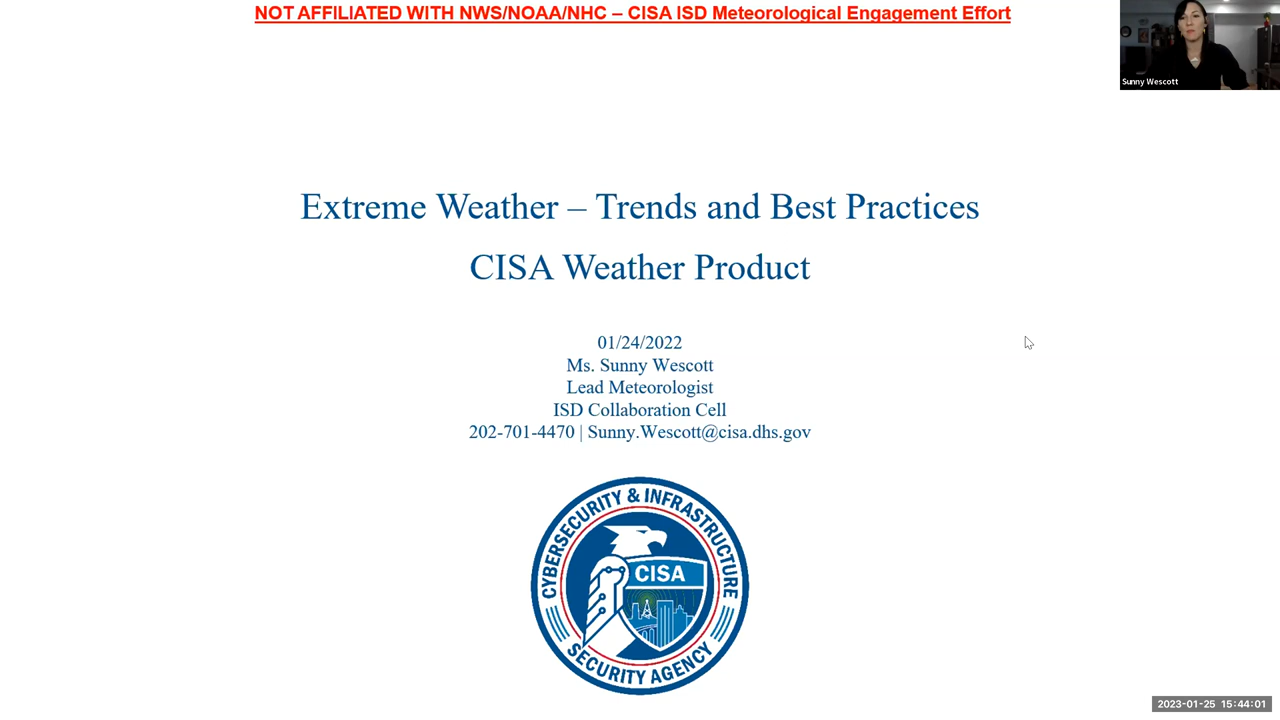 NOT AFFILIATED WITH NWS/NOAA/NHC – CISA ISD Meteorological Engagement Effort
Sunny Wescott
Extreme Weather – Trends and Best Practices
CISA Weather Product
01/24/2022
Ms. Sunny Wescott
Lead Meteorologist
ISD Collaboration Cell
202-701-4470 | Sunny.Wescott@cisa.dhs.gov
CYBERSECURITY & INFRASTRUCTURE
CISA
SECURITY AGENCY
2023-01-25 15:44:01